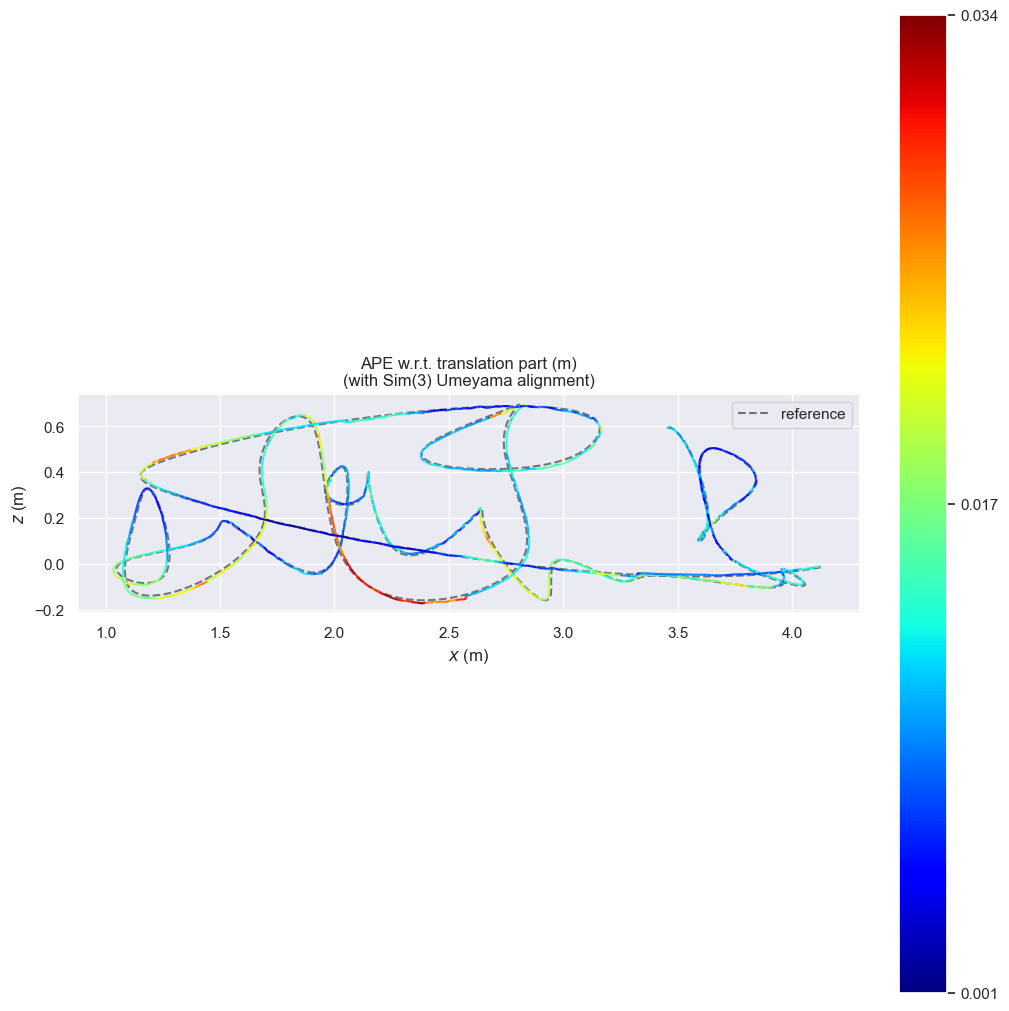 0.034
APE w.r.t. translation part (m)
(with Sim(3) Umeyama alignment)
reference
0.6
0.4
0.2
0.0
−0.2
z (m)
1.0 1.5 2.0 2.5 3.0 3.5 4.0
x (m)
0.017
0.001